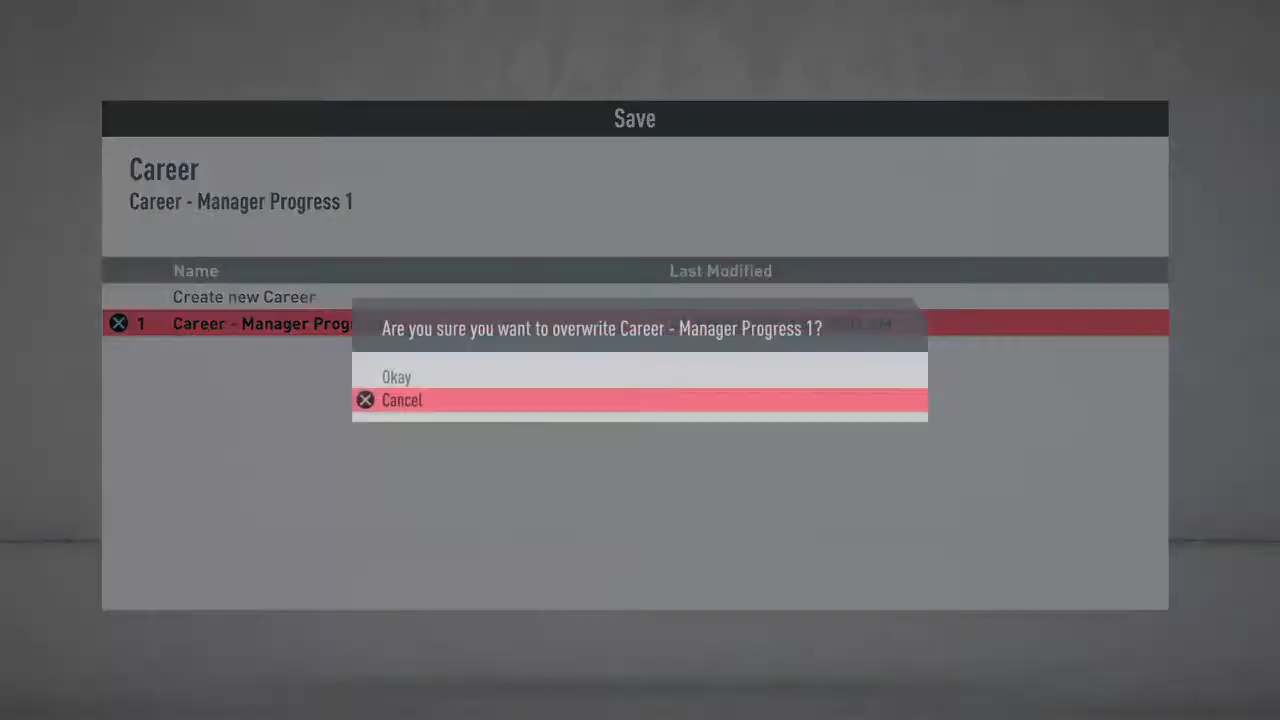 Save
Career
Career - Manager Progress 1
Name Last Modified
Create new Career
1 Career - Manager
Are you sure you want to overwrite Career - Manager Progress 1?
Okay
Cancel